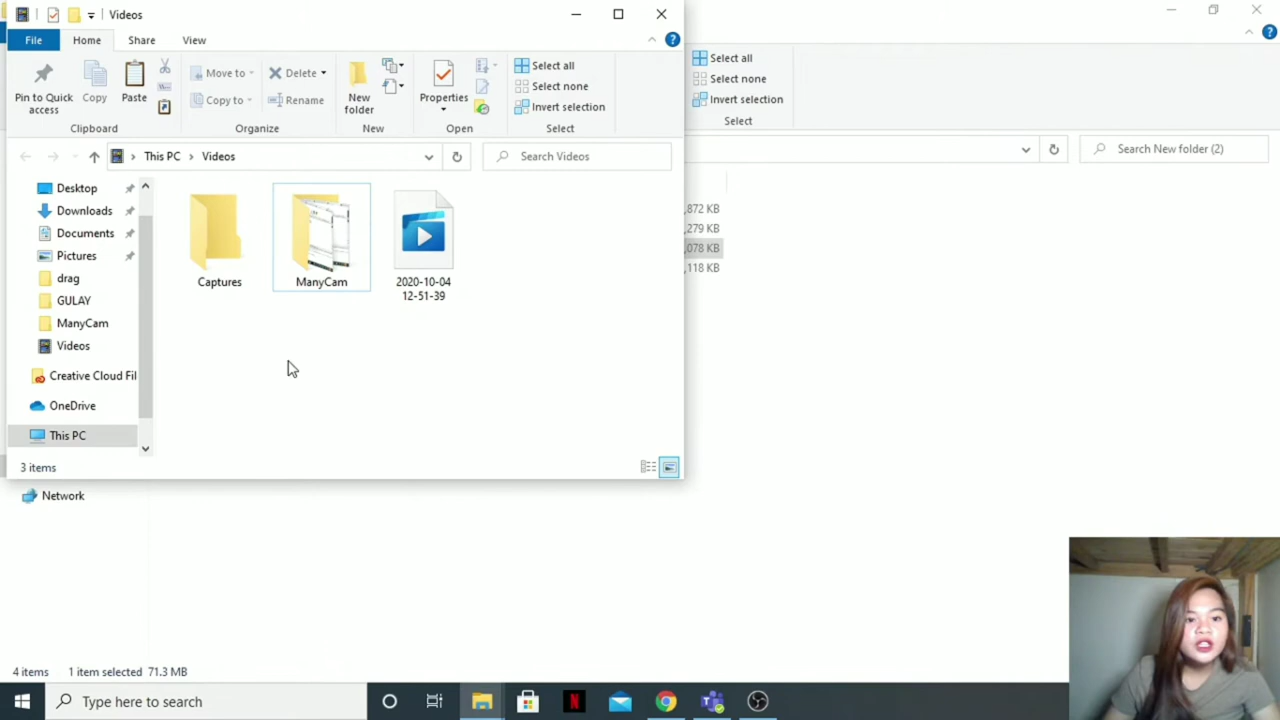 Videos
File Home Share View
Pin to Quick access
Copy
Paste
Move to
Copy to
Delete
Rename
New folder
Properties
Select all
Select none
Invert selection
Clipboard Organize New Open Select
Select all
Select none
Invert selection
Select
This PC > Videos
Search Videos
Search New folder (2)
Desktop
Downloads
Documents
Pictures
drag
GULAY
ManyCam
Videos
Creative Cloud Fil
OneDrive
This PC
Network
Captures
ManyCam
2020-10-04
12-51-39
,872 KB
,279 KB
,078 KB
,118 KB
3 items
4 items 1 item selected 71.3 MB
Type here to search